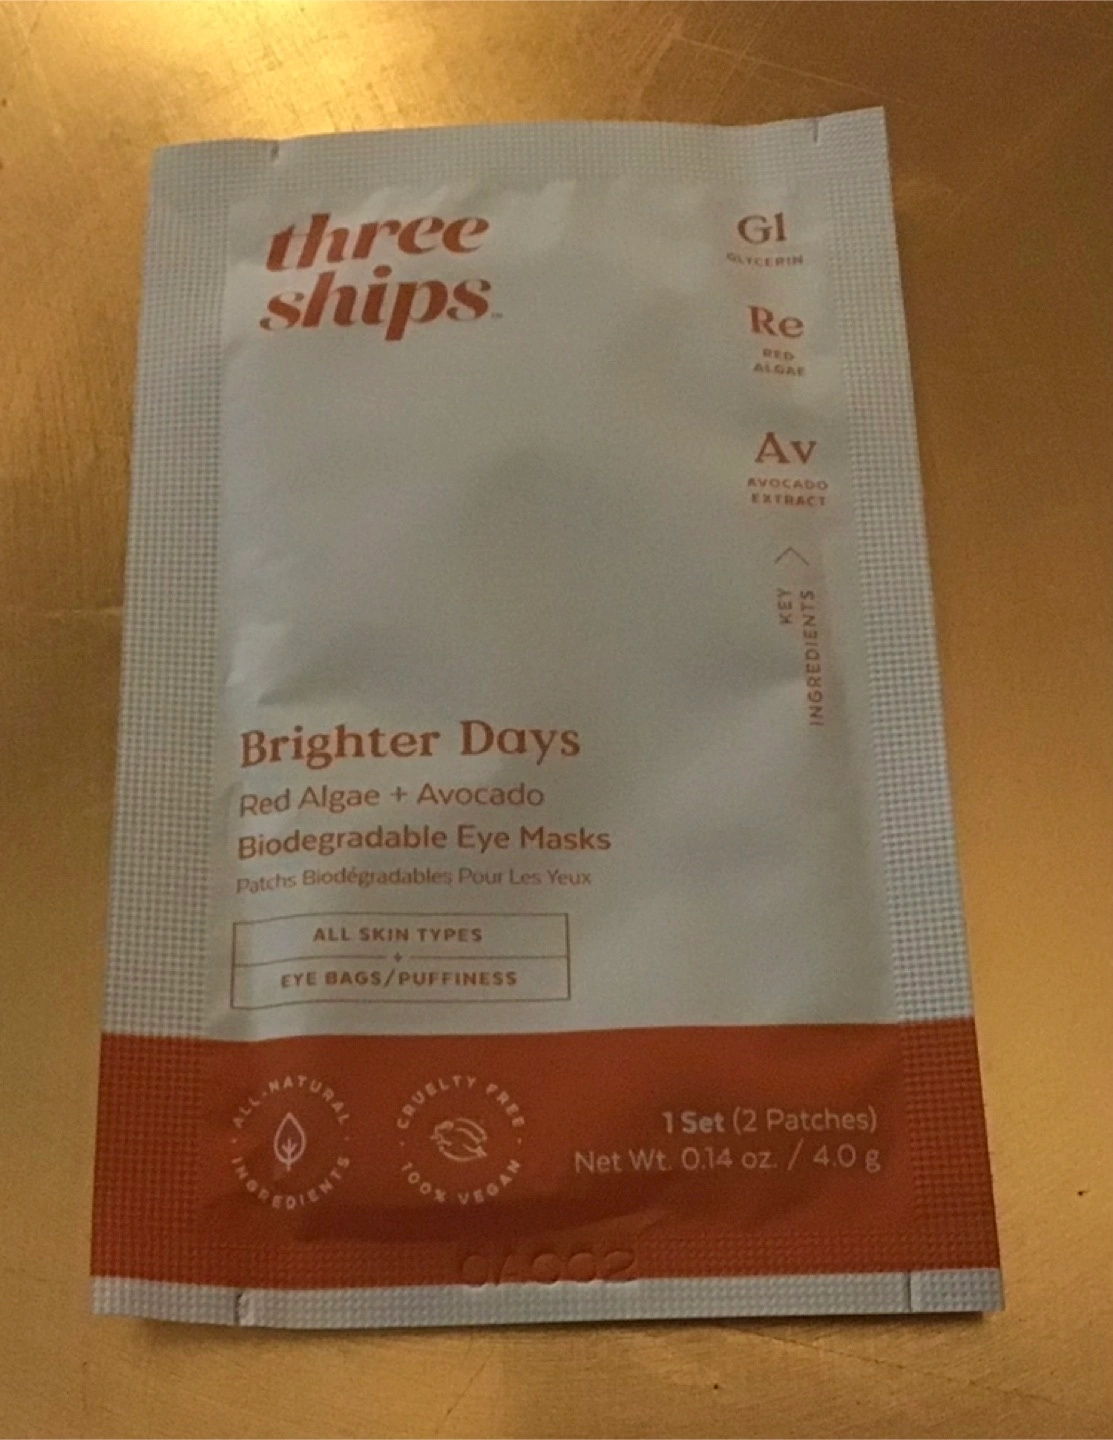 three
ships™
Gl
GLYCERIN
Re
RED
ALGAE
Av
AVOCADO
EXTRACT
KEY
INGREDIENTS
Brighter Days
Red Algae + Avocado
Biodegradable Eye Masks
Patchs Biodégradables Pour Les Yeux
ALL SKIN TYPES
+
EYE BAGS/PUFFINESS
ALL-NATURAL
INGREDIENTS
CRUELTY FREE
100% VEGAN
1 Set (2 Patches)
Net Wt. 0.14 oz. / 4.0 g